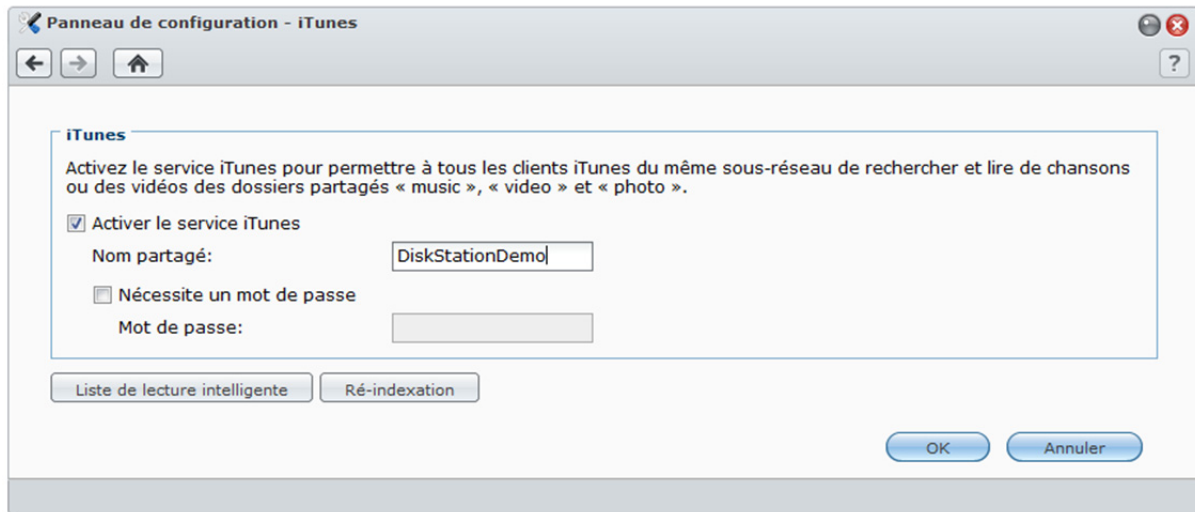 Panneau de configuration - iTunes
?
iTunes
Activez le service iTunes pour permettre à tous les clients iTunes du même sous-réseau de rechercher et lire de chansons
ou des vidéos des dossiers partagés « music », « video » et « photo ».
Activer le service iTunes
Nom partagé: DiskStationDemo
Nécessite un mot de passe
Mot de passe:
Liste de lecture intelligente Ré-indexation
OK Annuler